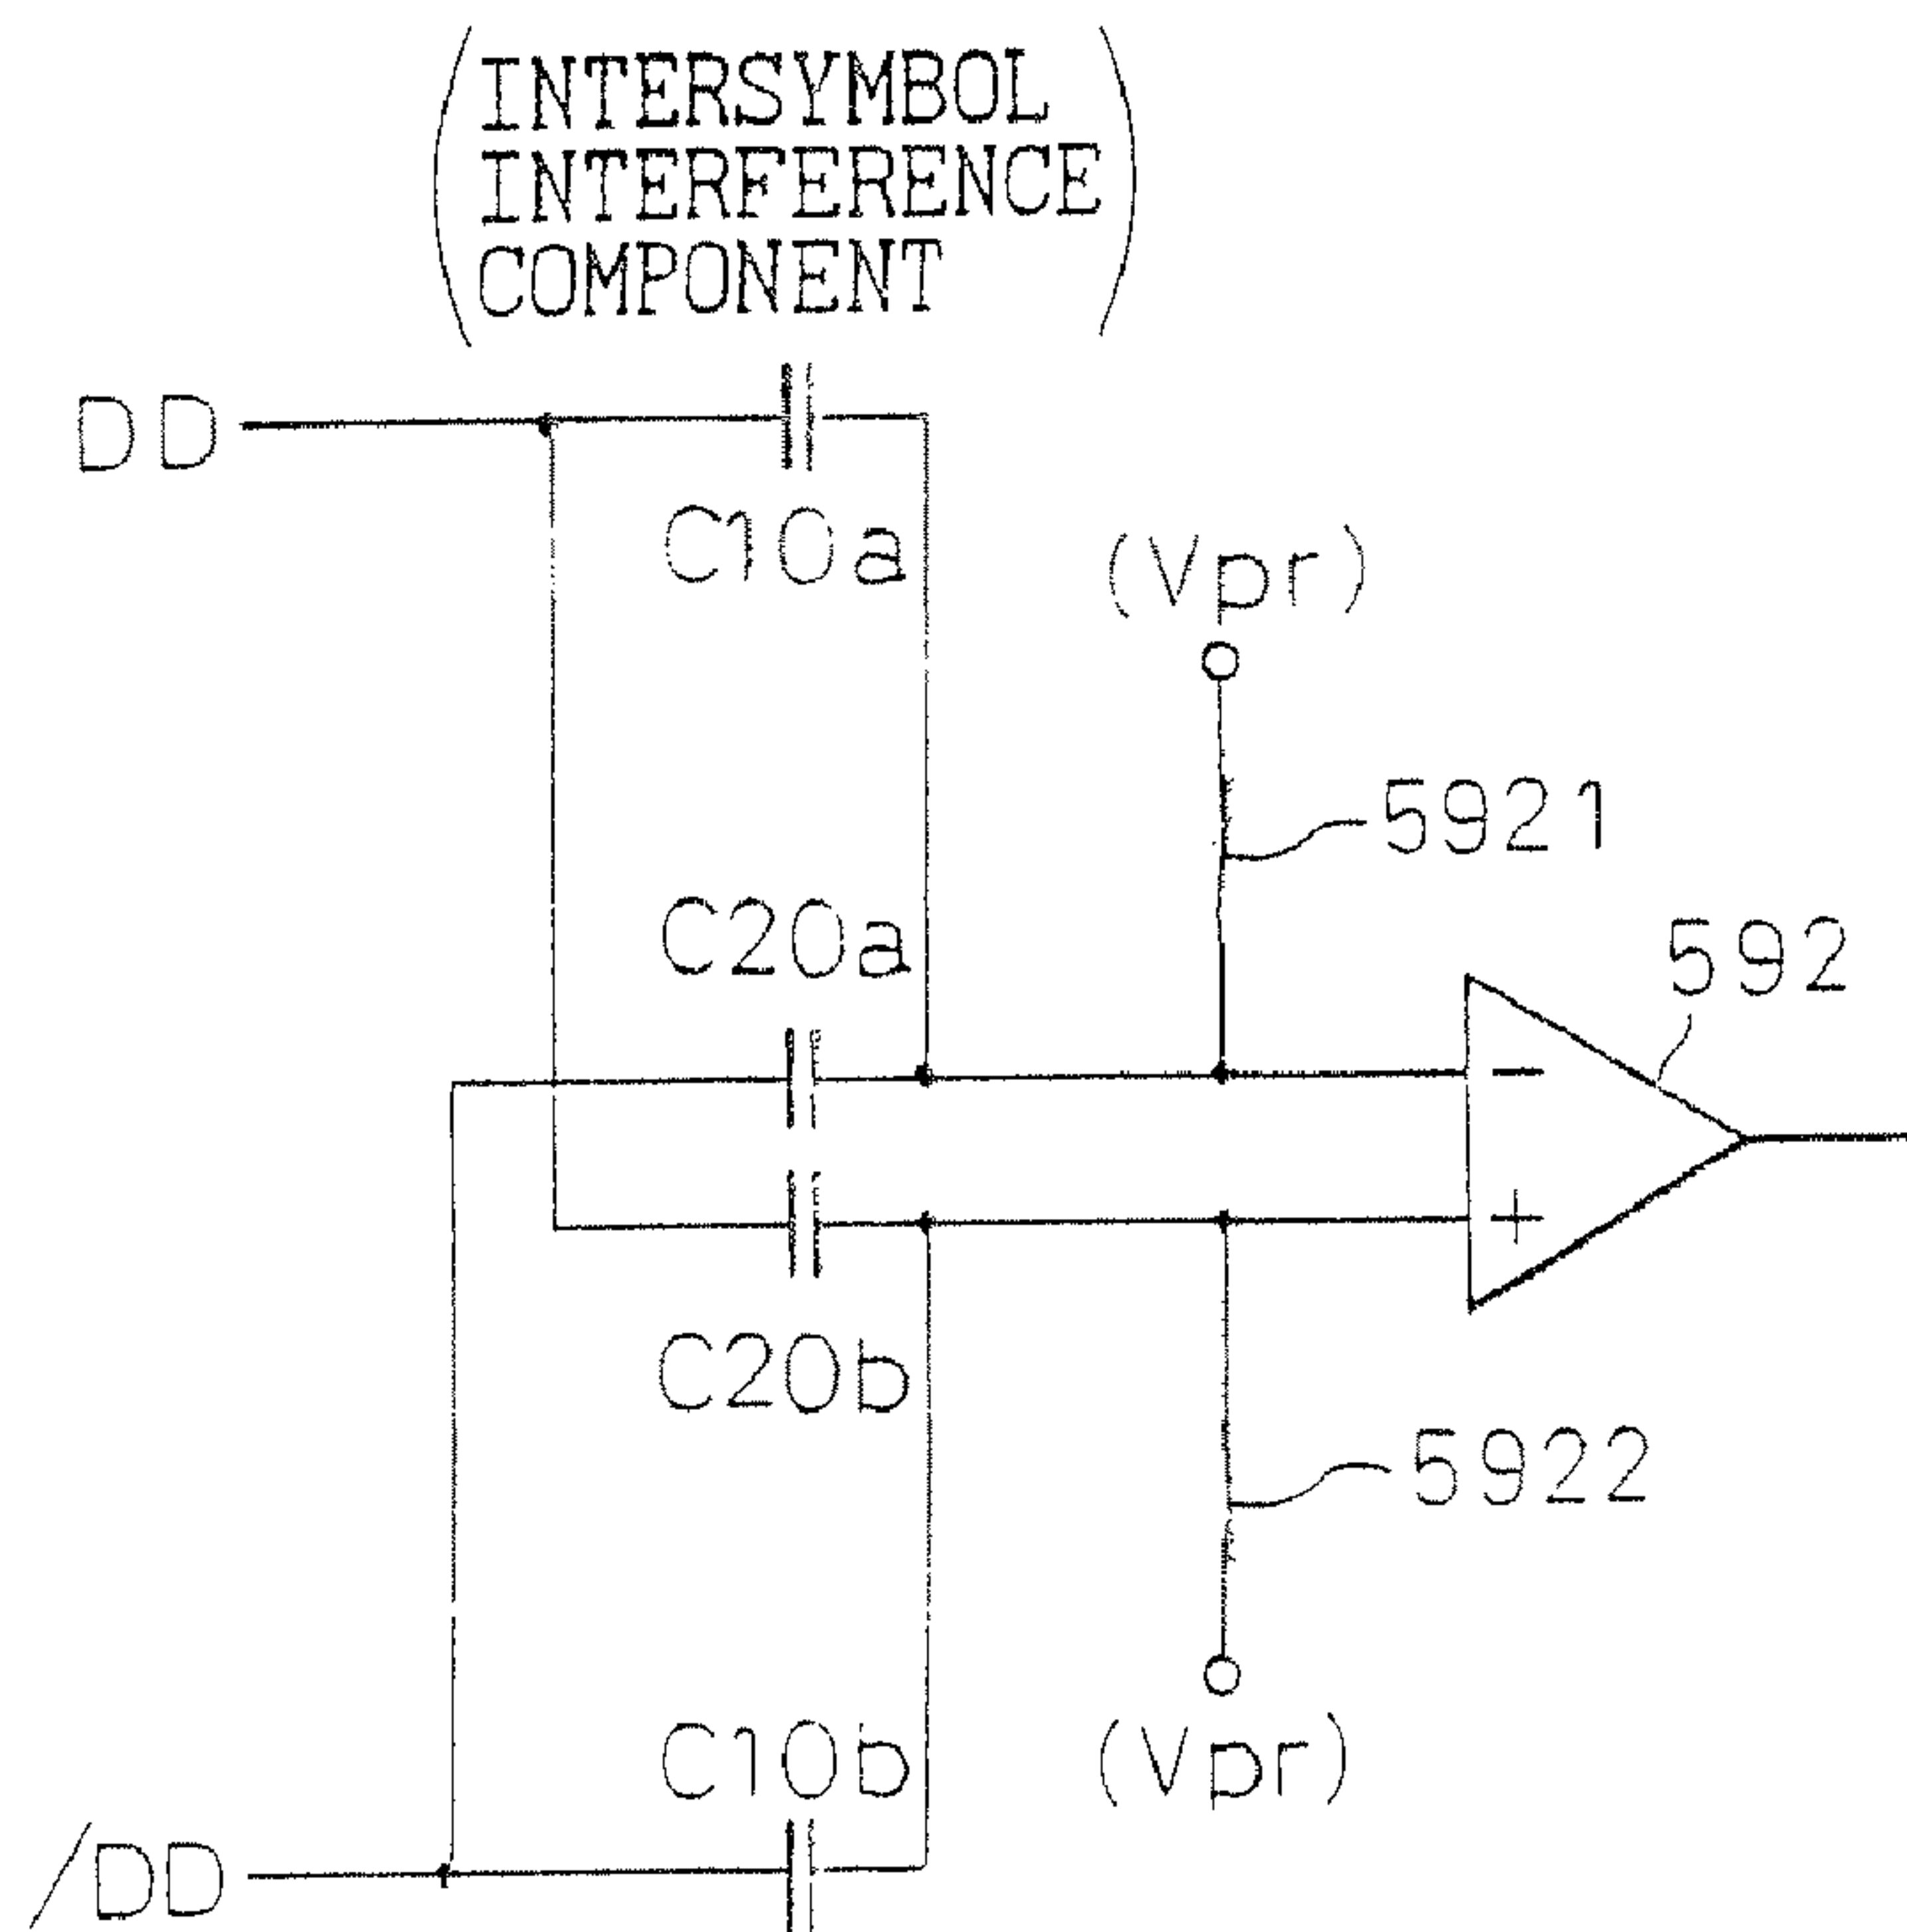 INTERSYMBOL
INTERFERENCE
COMPONENT
DD
C10a
(Vpr)
5921
C20a
592
-
+
C20b
5922
C10b
(Vpr)
/DD